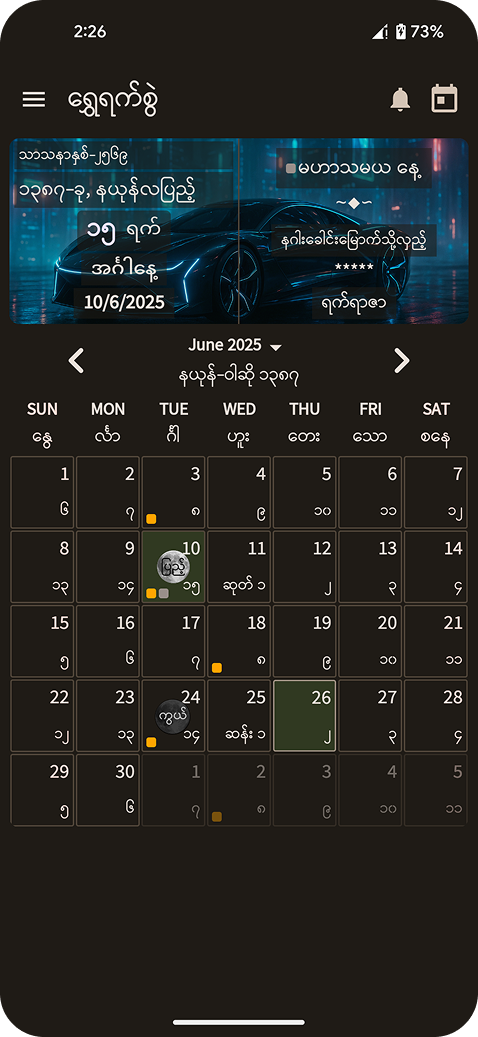 2:26 73%
ရွှေရက်စွဲ
သာသနာနှစ်-၂၅၆၉
၁၃၈၇-ခု, နယုန်လပြည့်
၁၅ ရက်
အင်္ဂါနေ့
10/6/2025
မဟာသမယ နေ့
~◆~
နဂါးခေါင်းမြောက်သို့လှည့်
*****
ရက်ရာဇာ
June 2025
နယုန်-ဝါဆို ၁၃၈၇
SUN MON TUE WED THU FRI SAT
နွေ လ်ာ ဂ်ါ ဟူး တေး သော စနေ
1 2 3 4 5 6 7
၆ ၇ ၈ ၉ ၁၀ ၁၁ ၁၂
8 9 10 11 12 13 14
ပြည့်
၁၃ ၁၄ ၁၅ ဆုတ် ၁ ၂ ၃ ၄
15 16 17 18 19 20 21
၅ ၆ ၇ ၈ ၉ ၁၀ ၁၁
22 23 24 25 26 27 28
ကွယ်
၁၂ ၁၃ ၁၄ ဆန်း ၁ ၂ ၃ ၄
29 30 1 2 3 4 5
၅ ၆ ၇ ၈ ၉ ၁၀ ၁၁